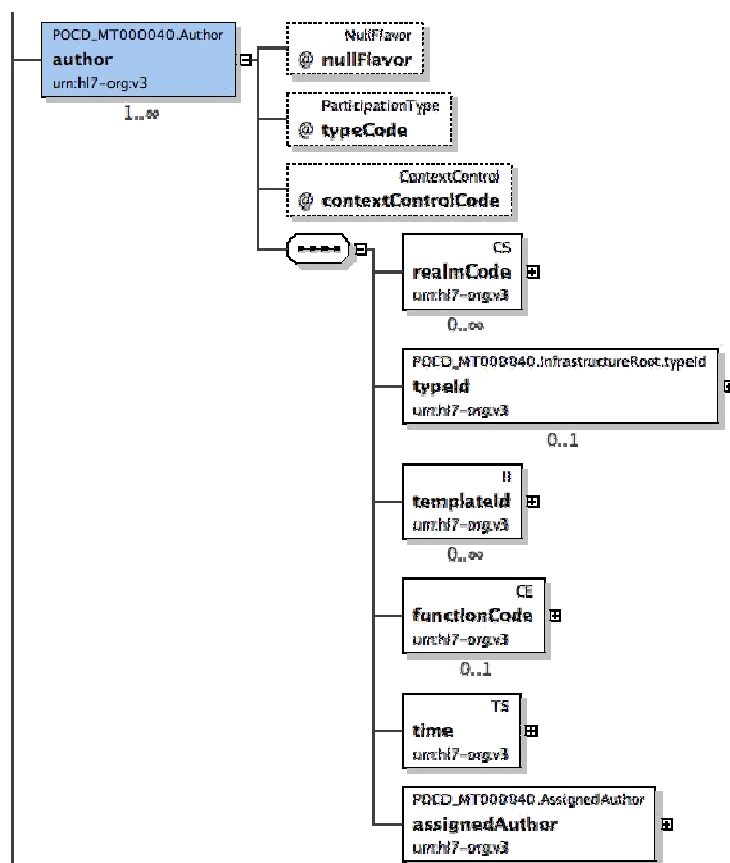 POCD_MT000040.Author
author
urn:hl7-org:v3
1..∞
NullFlavor
@ nullFlavor
ParticipationType
@ typeCode
ContextControl
@ contextControlCode
CS
realmCode
urn:hl7-org:v3
0..∞
POCD_MT000040.InfrastructureRoot.typeId
typeId
urn:hl7-org:v3
0..1
II
templateId
urn:hl7-org:v3
0..∞
CE
functionCode
urn:hl7-org:v3
0..1
TS
time
urn:hl7-org:v3
POCD_MT000040.AssignedAuthor
assignedAuthor
urn:hl7-org:v3